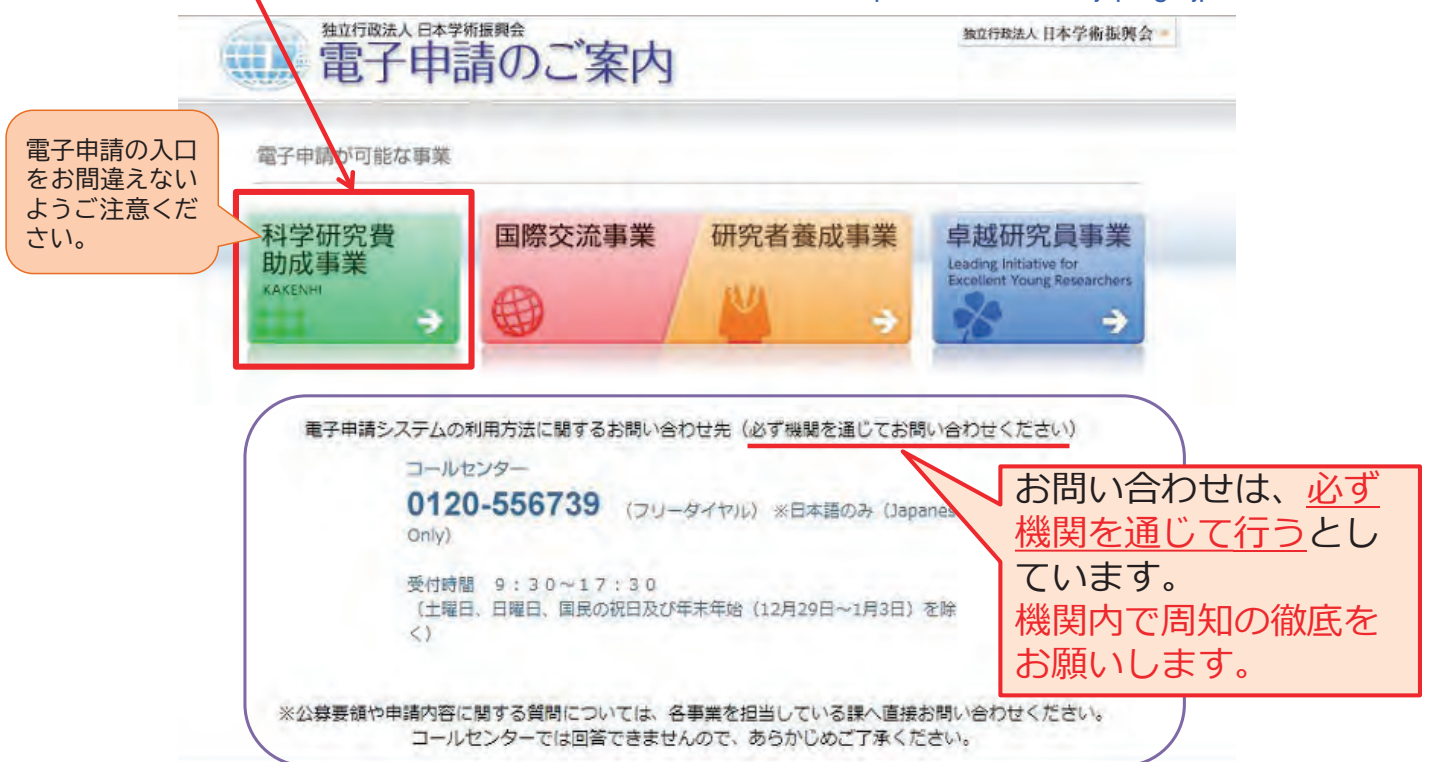 独立行政法人 日本学術振興会
電子申請のご案内
独立行政法人 日本学術振興会
電子申請の入口
をお間違えない
ようご注意くだ
さい。
電子申請が可能な事業
科学研究費
助成事業
KAKENHI
国際交流事業
研究者養成事業
卓越研究員事業
Leading Initiative for
Excellent Young Researchers
電子申請システムの利用方法に関するお問い合わせ先（必ず機関を通じてお問い合わせください）
コールセンター
0120-556739 （フリーダイヤル） ※日本語のみ（Japanes
Only）
受付時間 9：30～17：30
（土曜日、日曜日、国民の祝日及び年末年始（12月29日～1月3日）を除
く）
お問い合わせは、必ず
機関を通じて行うとし
ています。
機関内で周知の徹底を
お願いします。
※公募要領や申請内容に関する質問については、各事業を担当している課へ直接お問い合わせください。
コールセンターでは回答できませんので、あらかじめご了承ください。